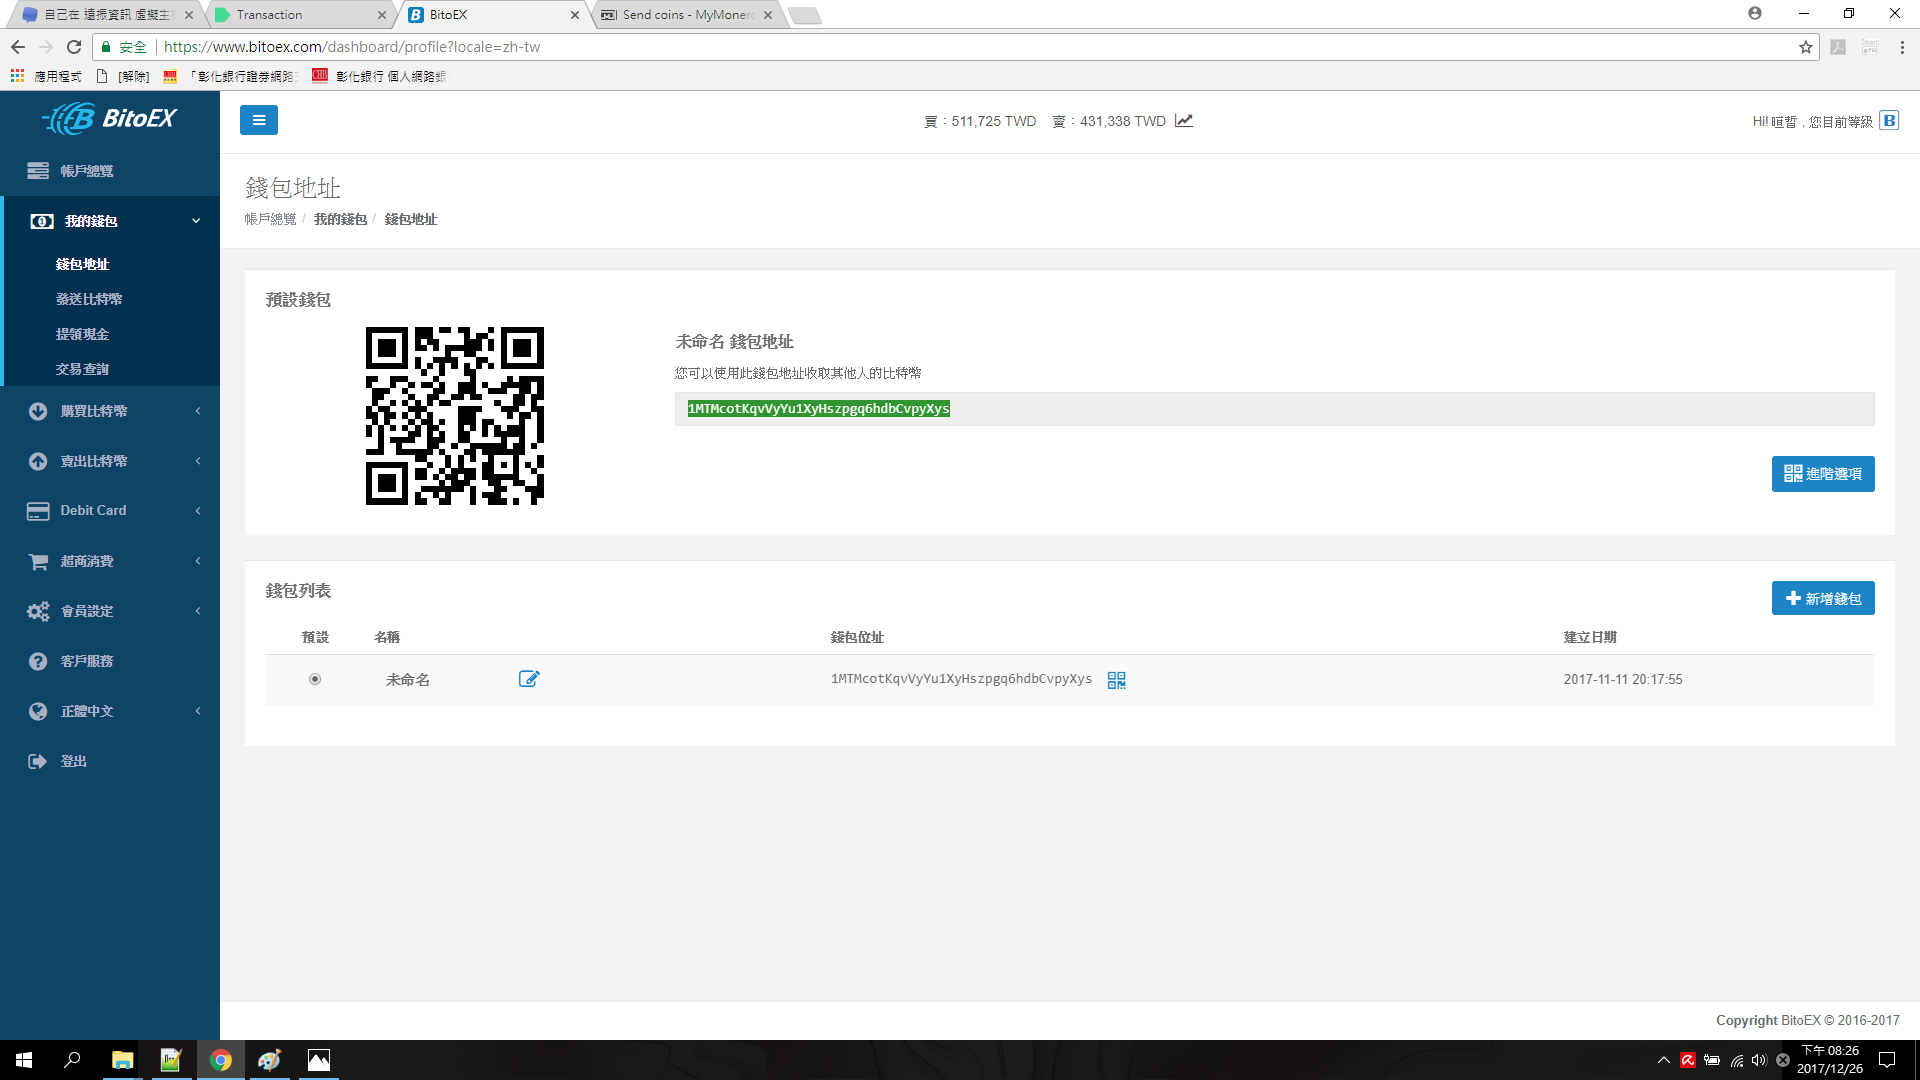 自己在 遠振資訊 虛擬主
Transaction
BitoEX
Send coins - MyMonero
安全
https://www.bitoex.com/dashboard/profile?locale=zh-tw
應用程式
[解除]
「彰化銀行證券網路
彰化銀行 個人網路銀
BitoEX
買：511,725 TWD 賣：431,338 TWD
Hi! 暄晢 , 您目前等級 B
帳戶總覽
我的錢包
錢包地址
發送比特幣
提領現金
交易查詢
購買比特幣
賣出比特幣
Debit Card
超商消費
會員設定
客戶服務
正體中文
登出
錢包地址
帳戶總覽 / 我的錢包 / 錢包地址
預設錢包
未命名 錢包地址
您可以使用此錢包地址收取其他人的比特幣
1MTMcotKqvVyYu1XyHszpgq6hdbCvpyXys
進階選項
錢包列表
新增錢包
預設 名稱 錢包位址 建立日期
未命名 1MTMcotKqvVyYu1XyHszpgq6hdbCvpyXys 2017-11-11 20:17:55
Copyright BitoEX © 2016-2017
下午 08:26
2017/12/26